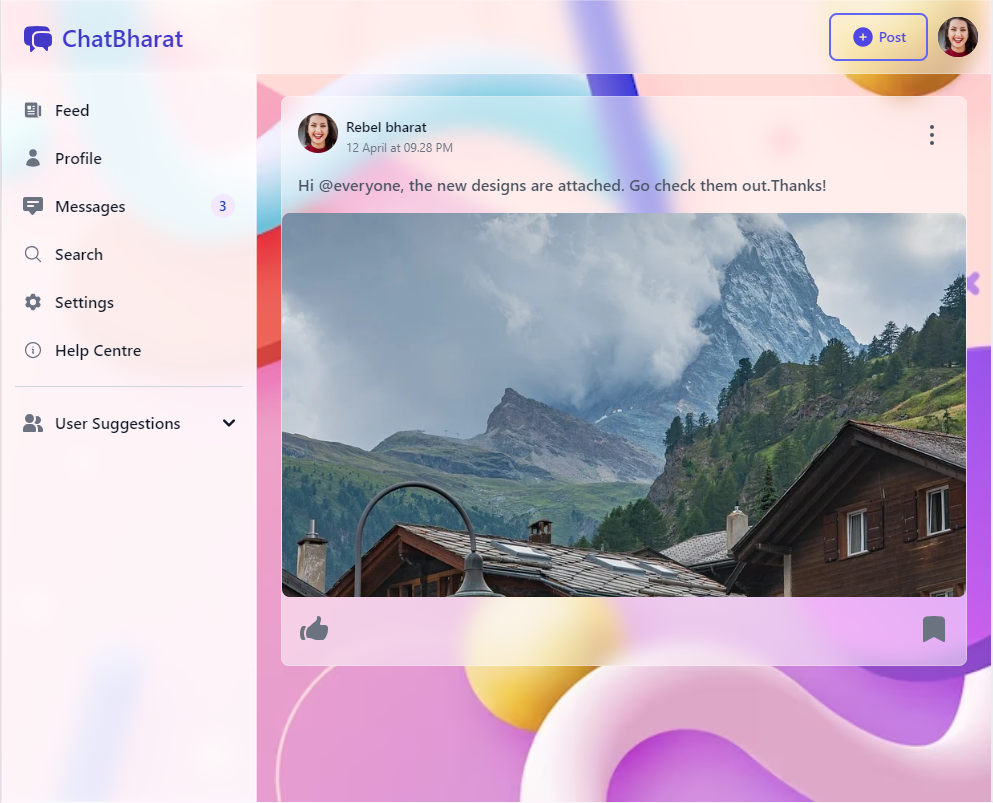 ChatBharat
Post
Feed
Profile
Messages 3
Search
Settings
Help Centre
User Suggestions
Rebel bharat
12 April at 09.28 PM
Hi @everyone, the new designs are attached. Go check them out.Thanks!